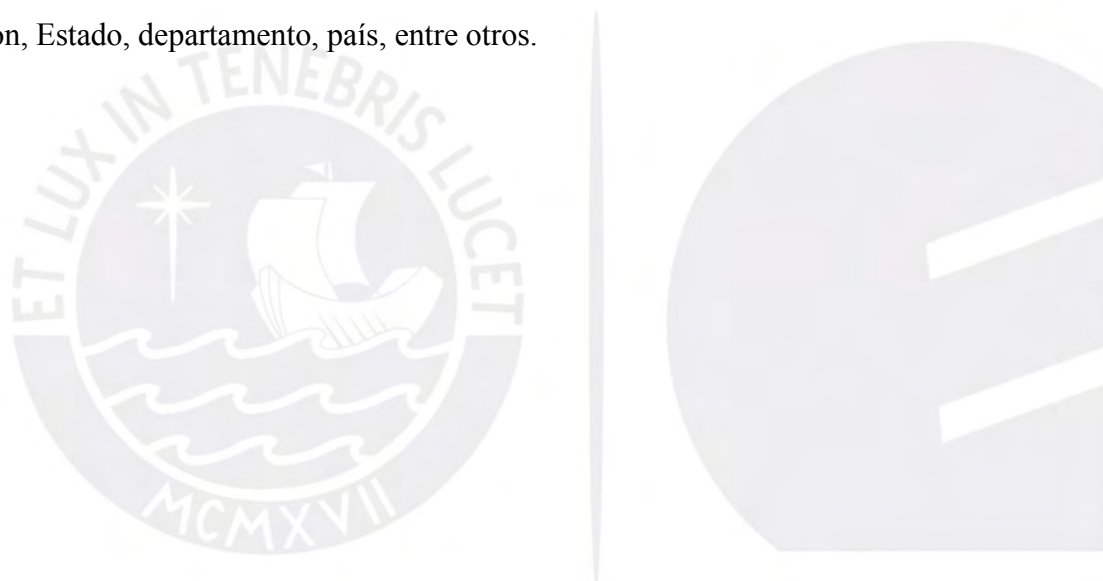 on, Estado, departamento, país, entre otros.
ET LUX IN TENEBRIS LUCET
MCMXVII